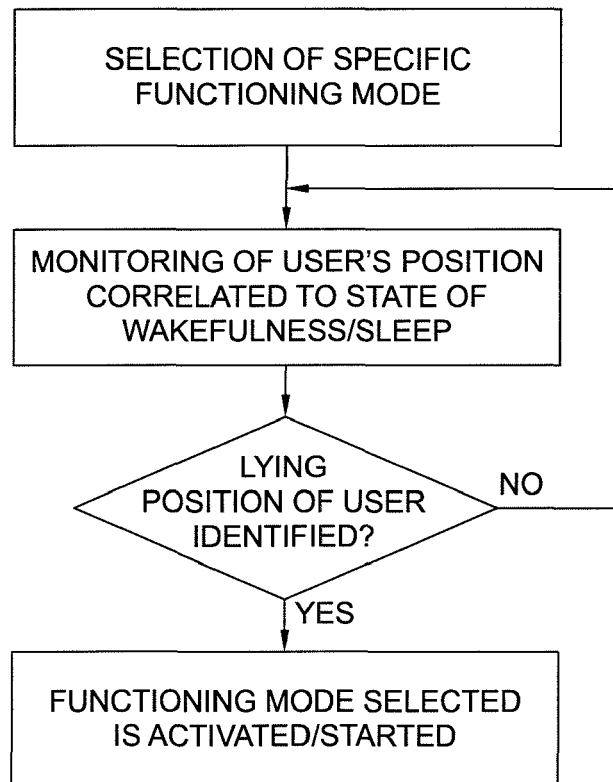 SELECTION OF SPECIFIC
FUNCTIONING MODE
MONITORING OF USER'S POSITION
CORRELATED TO STATE OF
WAKEFULNESS/SLEEP
LYING
POSITION OF USER
IDENTIFIED?
NO
YES
FUNCTIONING MODE SELECTED
IS ACTIVATED/STARTED